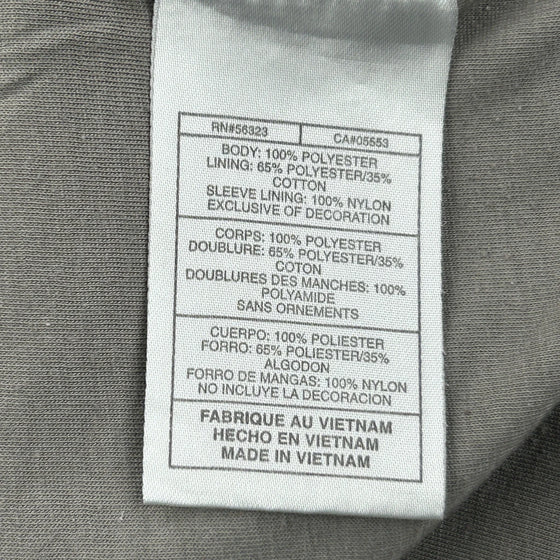 RN#56323 CA#05553
BODY: 100% POLYESTER
LINING: 65% POLYESTER/35%
COTTON
SLEEVE LINING: 100% NYLON
EXCLUSIVE OF DECORATION
CORPS: 100% POLYESTER
DOUBLURE: 65% POLYESTER/35%
COTON
DOUBLURES DES MANCHES: 100%
POLYAMIDE
SANS ORNEMENTS
CUERPO: 100% POLIESTER
FORRO: 65% POLIESTER/35%
ALGODON
FORRO DE MANGAS: 100% NYLON
NO INCLUYE LA DECORACION
FABRIQUE AU VIETNAM
HECHO EN VIETNAM
MADE IN VIETNAM